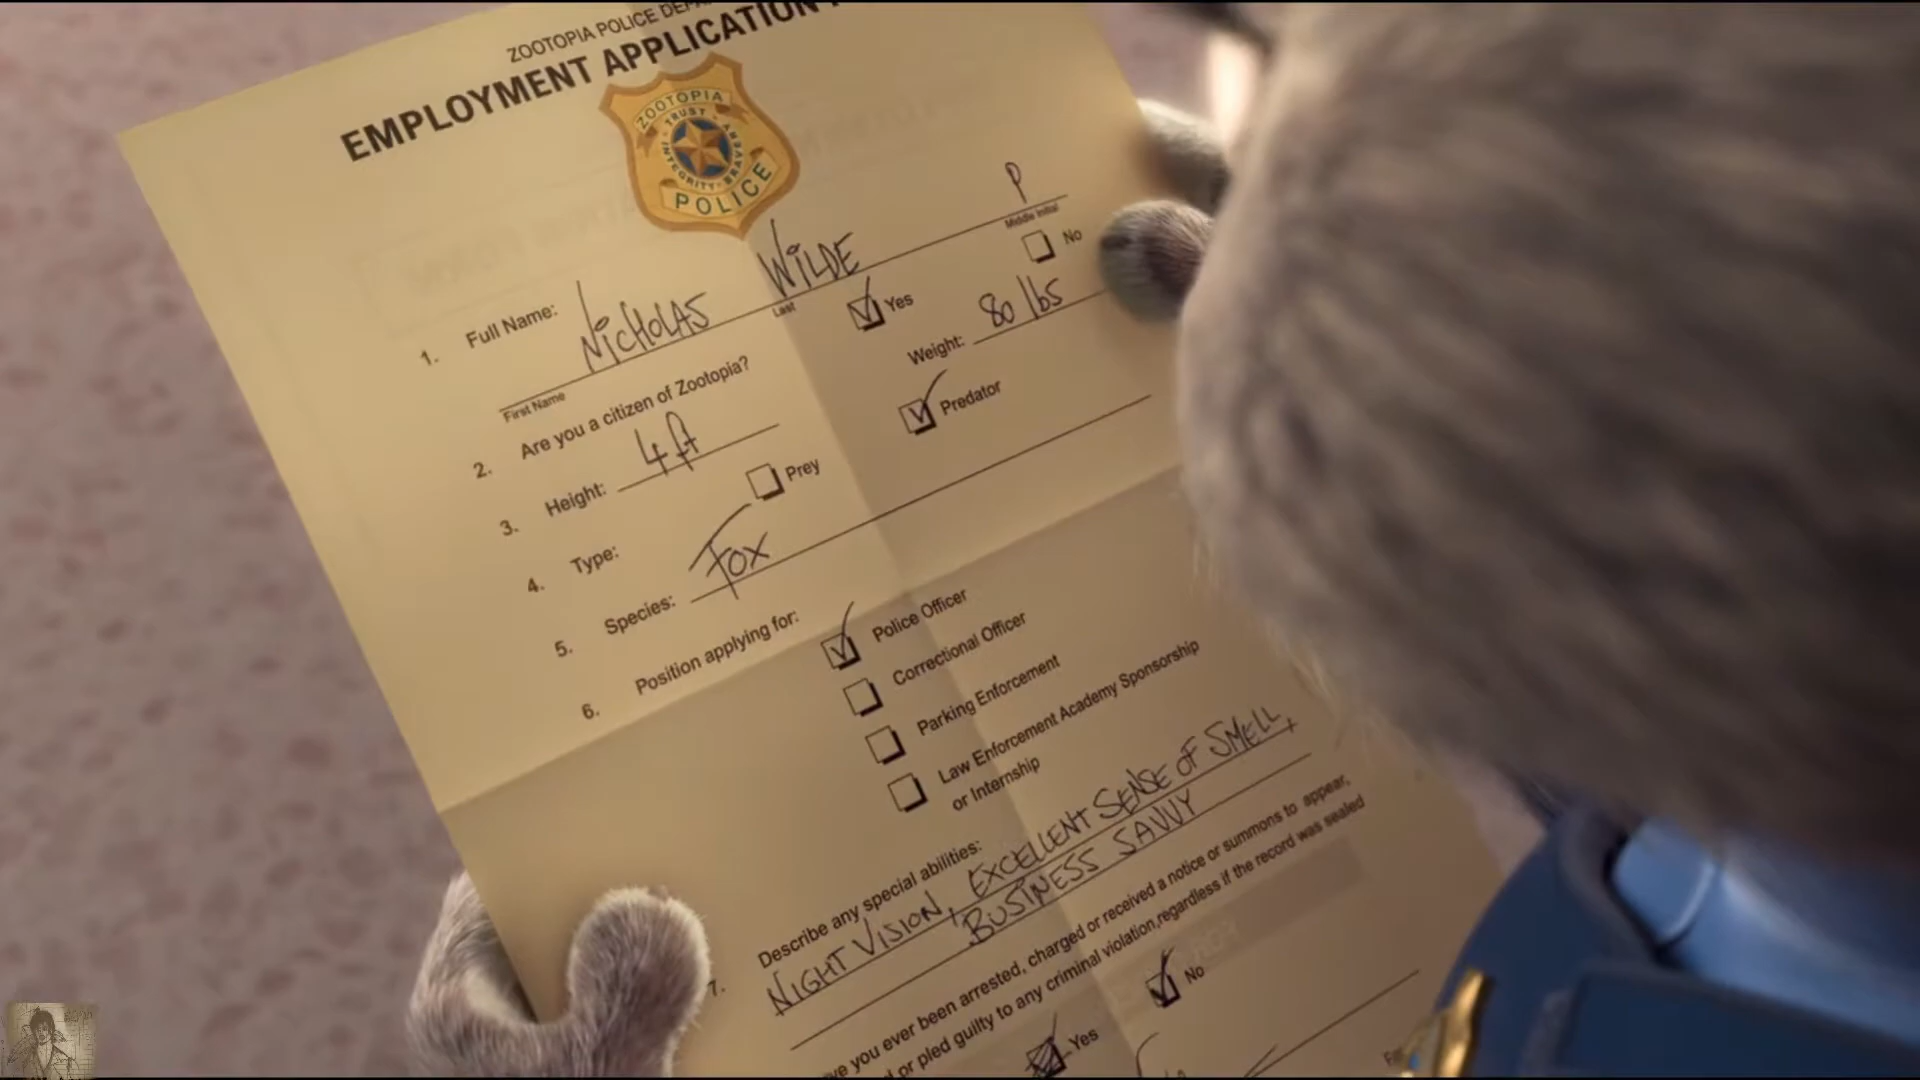 ZOOTOPIA POLICE
EMPLOYMENT APPLICATION
ZOOTOPIA
TRUST
INTEGRITY BRAVERY
POLICE
1. Full Name: NICHOLAS WILDE P
First Name Last Middle Initial
2. Are you a citizen of Zootopia? Yes No
3. Height: 4 ft Weight: 80 lbs
4. Type: Prey Predator
5. Species: FOX
6. Position applying for: Police Officer
Correctional Officer
Parking Enforcement
Law Enforcement Academy Sponsorship
or Internship
7. Describe any special abilities:
NIGHT VISION, EXCELLENT SENSE OF SMELL,
BUSINESS SAVVY
you ever been arrested, charged or received a notice or summons to appear,
or pled guilty to any criminal violation,regardless if the record was sealed
Yes No